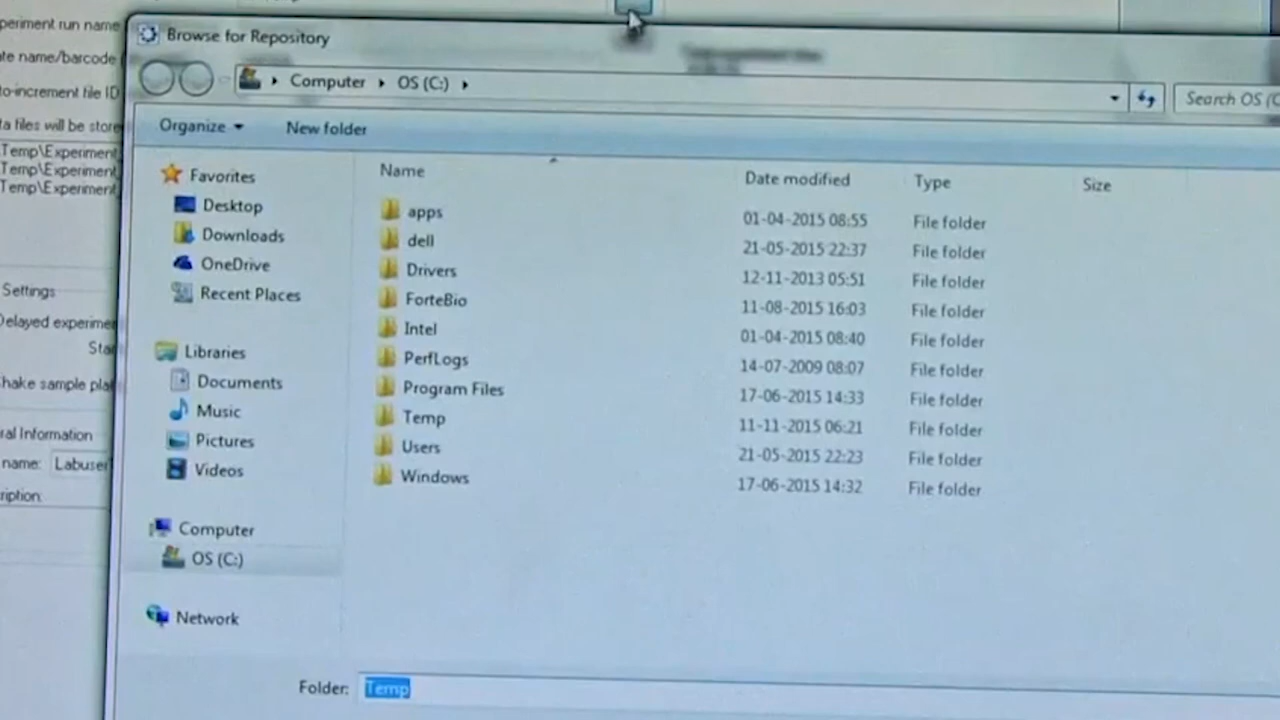 periment run name
Browse for Repository
te name/barcode
Computer OS (C:)
to-increment file ID
Search OS (C
ta files will be store
Organize New folder
Temp\Experiment
Temp\Experiment
Temp\Experiment
Name Date modified Type Size
Favorites
Desktop
Downloads
OneDrive
Recent Places
Libraries
Documents
Music
Pictures
Videos
Computer
OS (C:)
Network
apps 01-04-2015 08:55 File folder
dell 21-05-2015 22:37 File folder
Drivers 12-11-2013 05:51 File folder
ForteBio 11-08-2015 16:03 File folder
Intel 01-04-2015 08:40 File folder
PerfLogs 14-07-2009 08:07 File folder
Program Files 17-06-2015 14:33 File folder
Temp 11-11-2015 06:21 File folder
Users 21-05-2015 22:23 File folder
Windows 17-06-2015 14:32 File folder
Settings
Delayed experime
Sta
hake sample pla
ral Information
name: Labuser
ription:
Folder: Temp